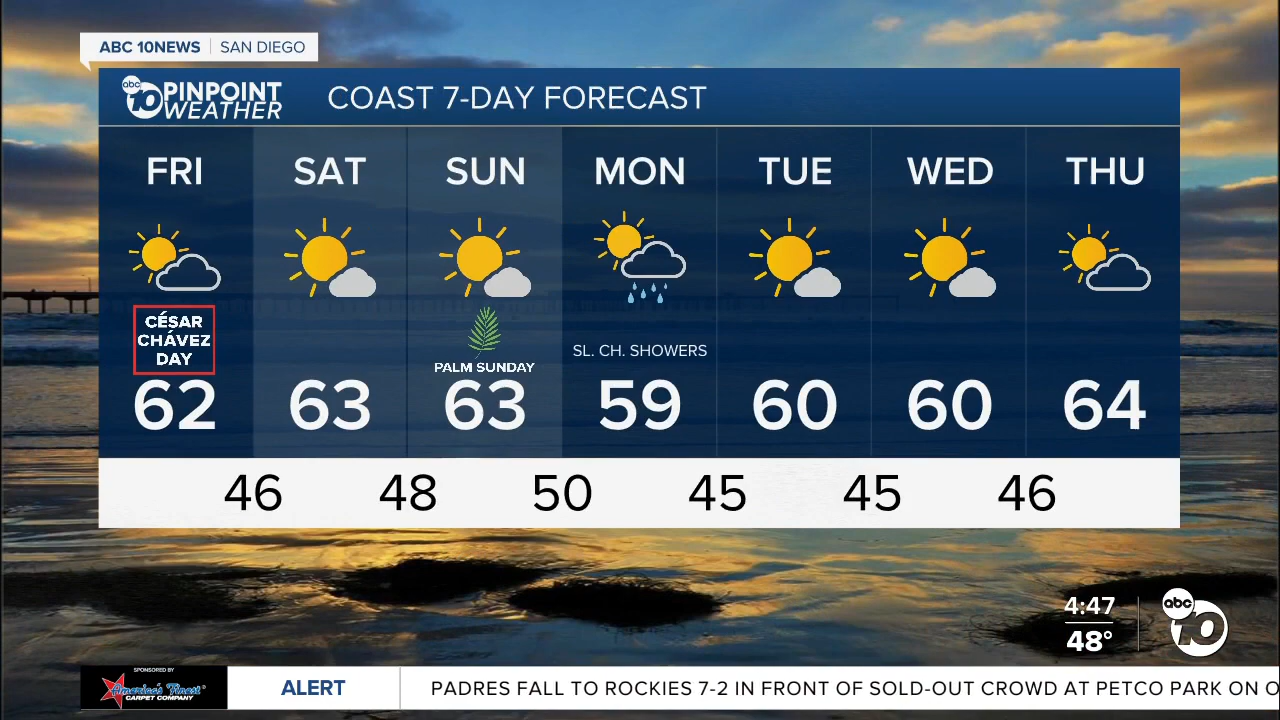 ABC 10NEWS | SAN DIEGO
abc 10 PINPOINT
WEATHER
COAST 7-DAY FORECAST
FRI SAT SUN MON TUE WED THU
CÉSAR
CHÁVEZ
DAY
SL. CH. SHOWERS
PALM SUNDAY
62 63 63 59 60 60 64
46 48 50 45 45 46
4:47
48°
abc 10
SPONSORED BY
America's Finest
CARPET COMPANY
ALERT
PADRES FALL TO ROCKIES 7-2 IN FRONT OF SOLD-OUT CROWD AT PETCO PARK ON O